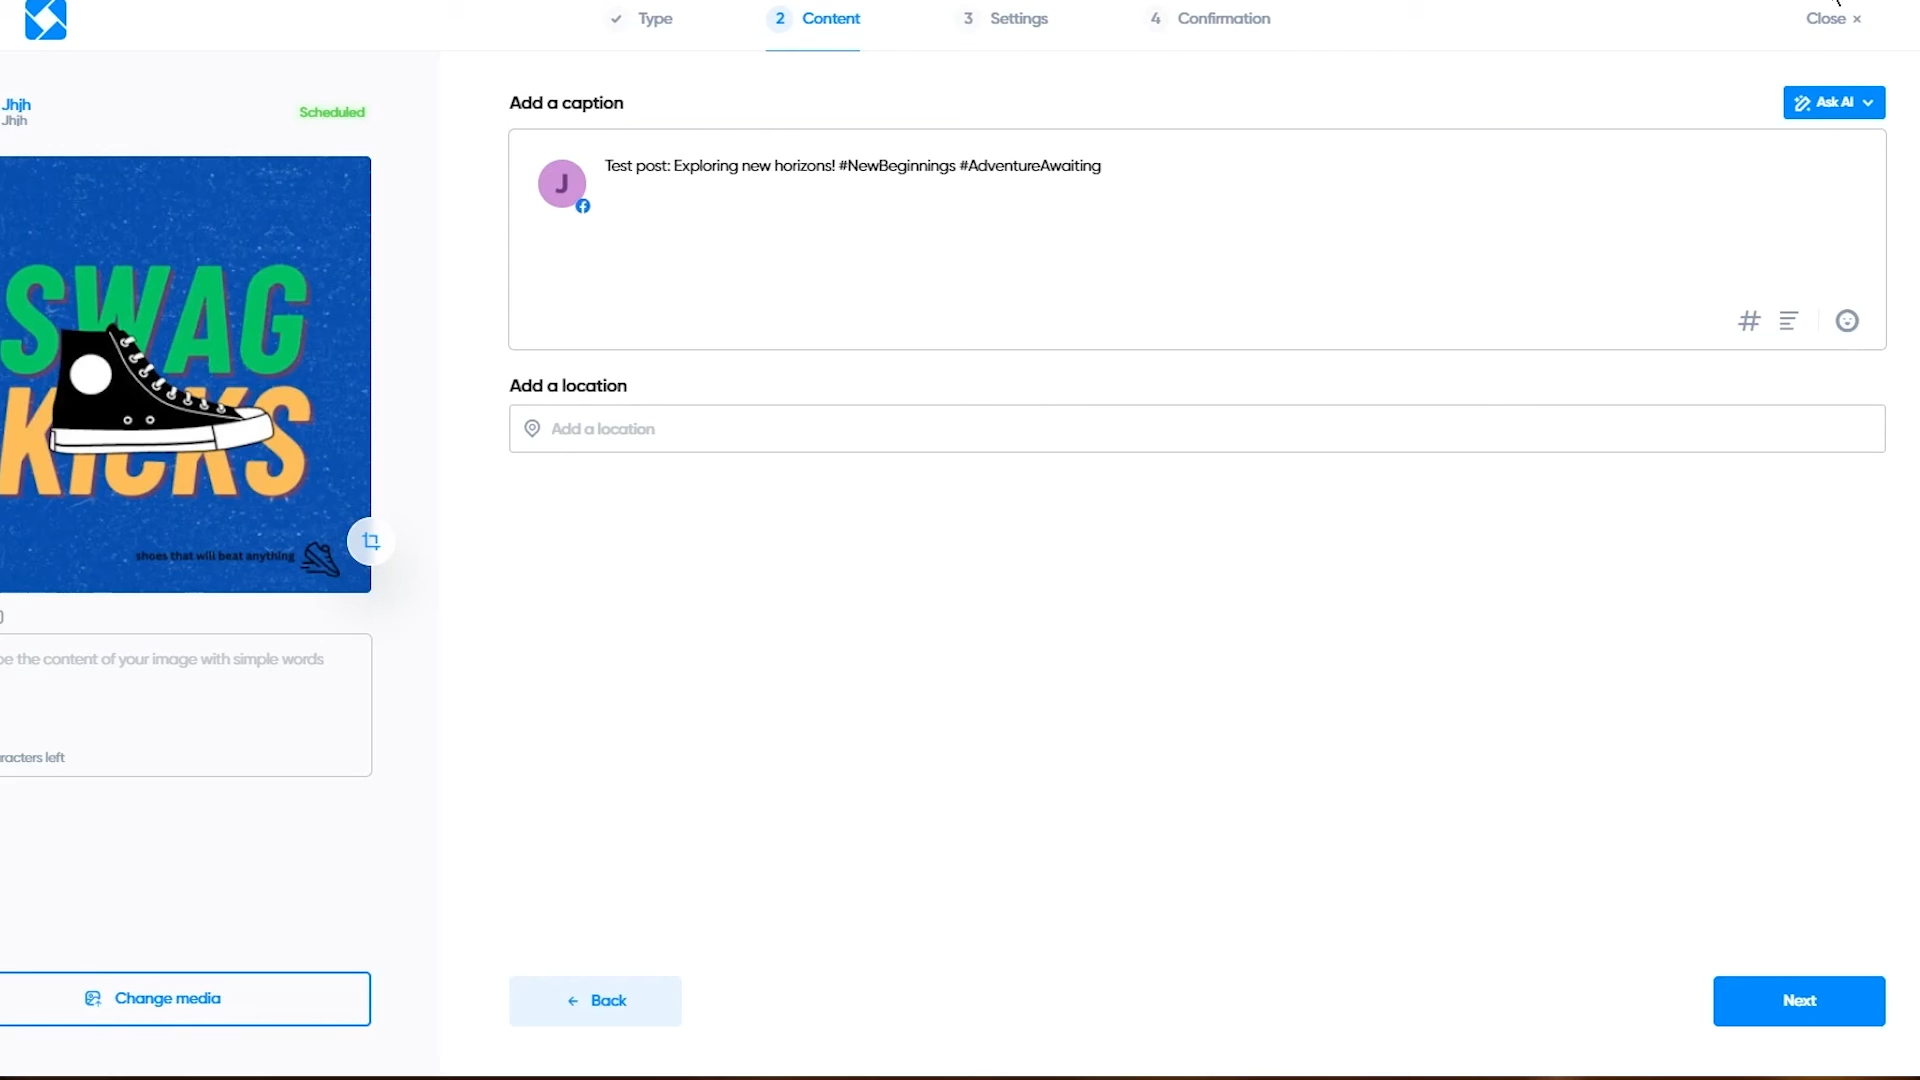 Type
2 Content
3 Settings
4 Confirmation
Close ×
Jhjh
Jhjh
Scheduled
SWAG
KICKS
shoes that will beat anything
be the content of your image with simple words
racters left
Change media
Add a caption
Ask AI
J
Test post: Exploring new horizons! #NewBeginnings #AdventureAwaiting
#
Add a location
Add a location
← Back
Next